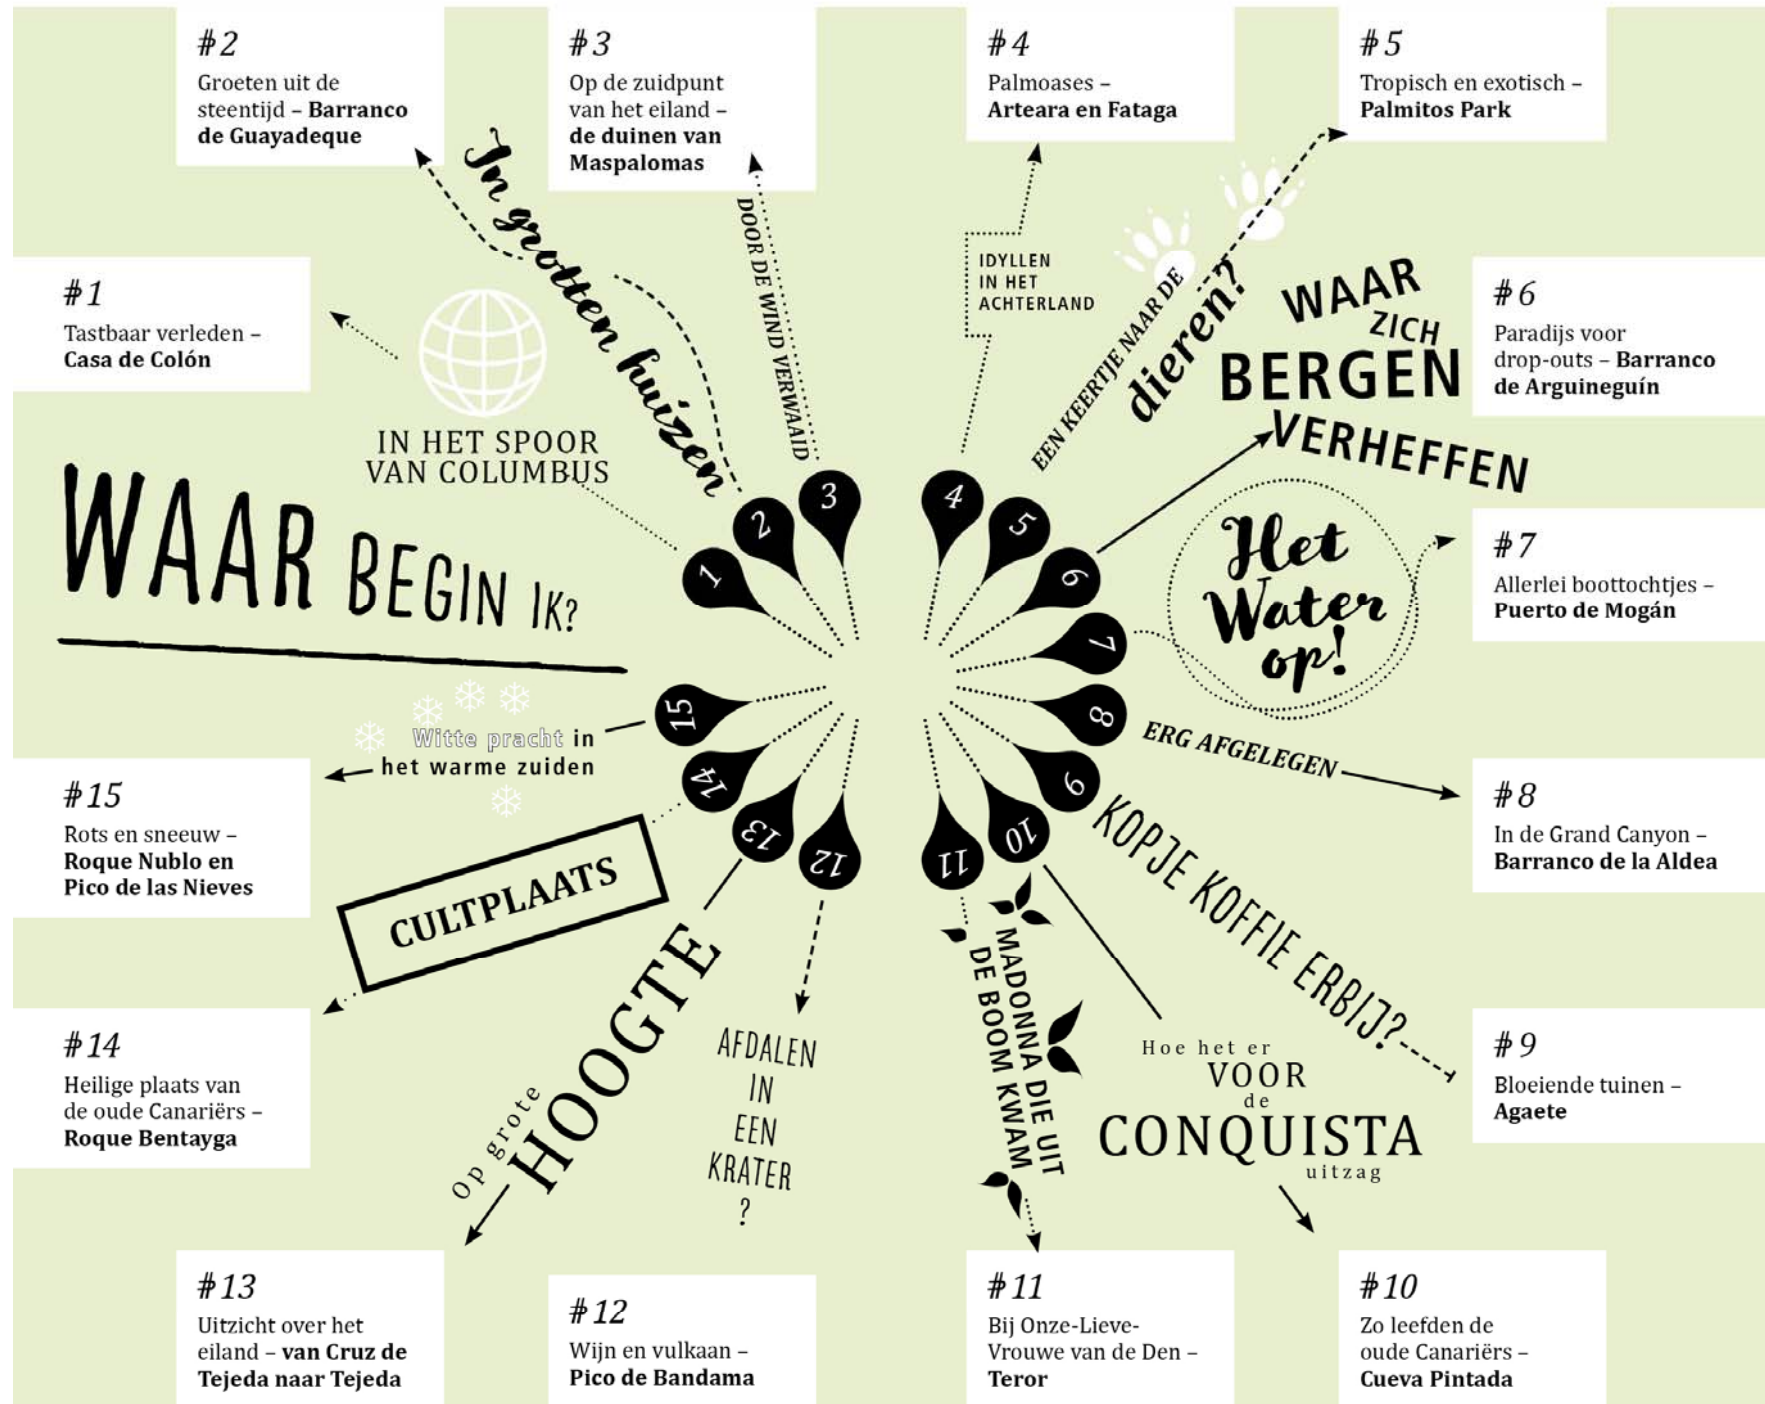 #2
Groeten uit de
steentijd – Barranco
de Guayadeque
#3
Op de zuidpunt
van het eiland –
de duinen van
Maspalomas
#4
Palmoases –
Arteara en Fataga
#5
Tropisch en exotisch –
Palmitos Park
#1
Tastbaar verleden –
Casa de Colón
IN HET SPOOR
VAN COLUMBUS
In grotten huizen
DOOR DE WIND VERWAAID
IDYLLEN
IN HET
ACHTERLAND
EEN KEERTJE NAAR DE
dieren?
WAAR
ZICH
BERGEN
VERHEFFEN
#6
Paradijs voor
drop-outs – Barranco
de Arguineguín
WAAR BEGIN IK?
1
2
3
4
5
6
7
8
9
10
11
12
13
14
15
Het
Water
op!
#7
Allerlei boottochtjes –
Puerto de Mogán
ERG AFGELEGEN
#8
In de Grand Canyon –
Barranco de la Aldea
Witte pracht in
het warme zuiden
#15
Rots en sneeuw –
Roque Nublo en
Pico de las Nieves
CULTPLAATS
#14
Heilige plaats van
de oude Canariërs –
Roque Bentayga
Op grote
HOOGTE
AFDALEN
IN
EEN
KRATER
?
MADONNA DIE UIT
DE BOOM KWAM
Hoe het er
VOOR
de
CONQUISTA
uitzag
KOPJE KOFFIE ERBIJ?
#9
Bloeiende tuinen –
Agaete
#13
Uitzicht over het
eiland – van Cruz de
Tejeda naar Tejeda
#12
Wijn en vulkaan –
Pico de Bandama
#11
Bij Onze-Lieve-
Vrouwe van de Den –
Teror
#10
Zo leefden de
oude Canariërs –
Cueva Pintada